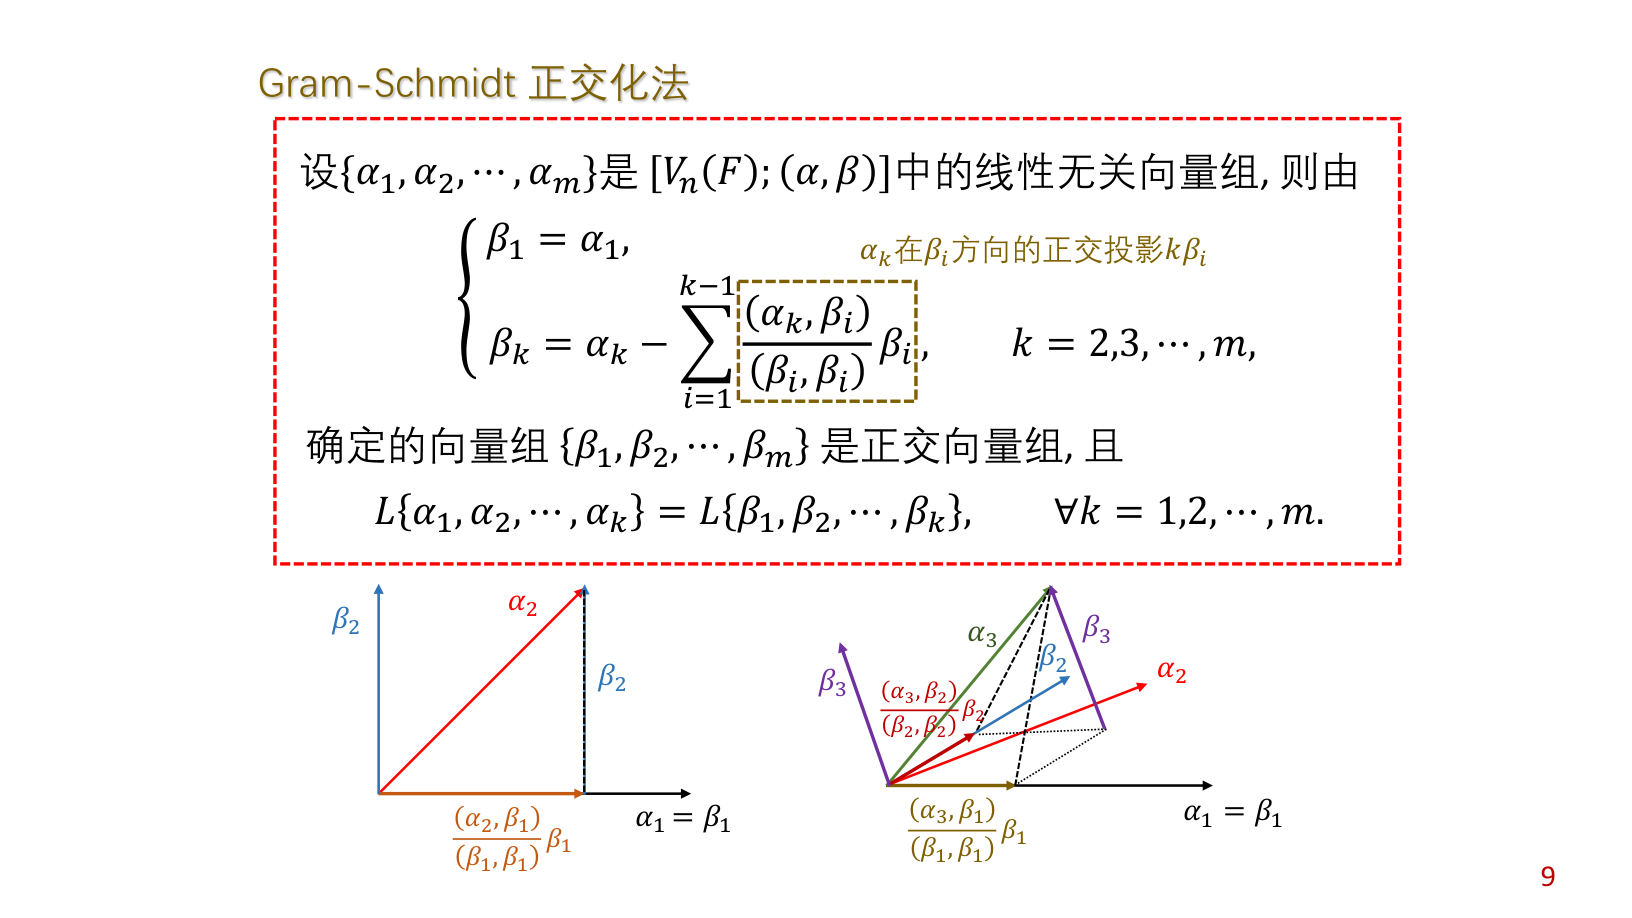 Gram-Schmidt 正交化法
设{α₁, α₂, ⋯ , αₘ}是 [Vₙ(F); (α, β)]中的线性无关向量组, 则由
β₁ = α₁,
αₖ在βᵢ方向的正交投影kβᵢ
βₖ = αₖ − ∑_{i=1}^{k−1} (αₖ, βᵢ)/(βᵢ, βᵢ) βᵢ , k = 2,3, ⋯ , m,
确定的向量组 {β₁, β₂, ⋯ , βₘ} 是正交向量组, 且
L{α₁, α₂, ⋯ , αₖ} = L{β₁, β₂, ⋯ , βₖ}, ∀k = 1,2, ⋯ , m.
β₂
α₂
β₂
(α₂, β₁)/(β₁, β₁) β₁
α₁ = β₁
β₃
α₃
β₃
β₂
α₂
(α₃, β₂)/(β₂, β₂) β₂
(α₃, β₁)/(β₁, β₁) β₁
α₁ = β₁
9